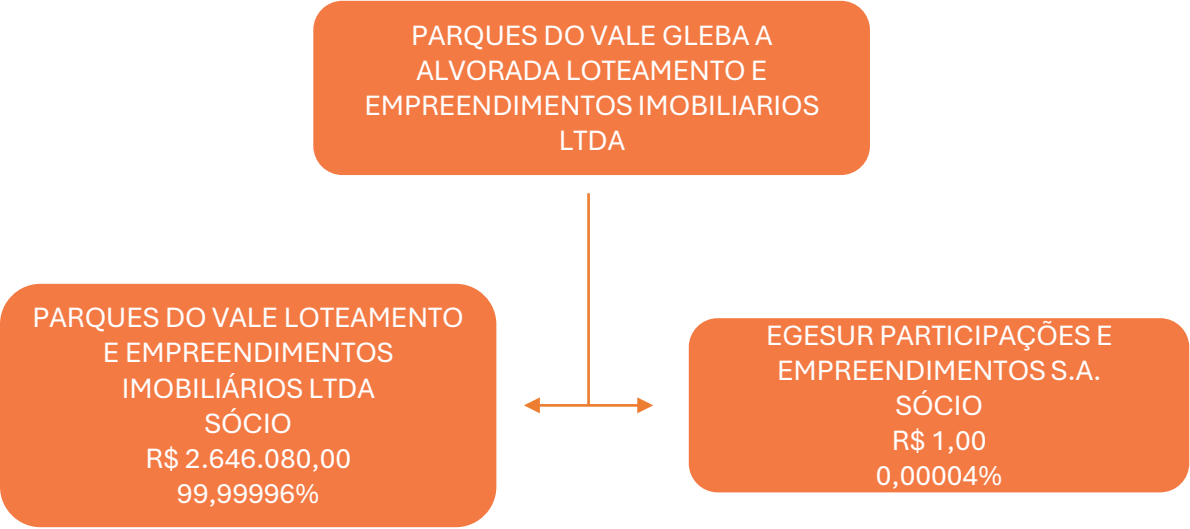 PARQUES DO VALE GLEBA A
ALVORADA LOTEAMENTO E
EMPREENDIMENTOS IMOBILIARIOS
LTDA
PARQUES DO VALE LOTEAMENTO
E EMPREENDIMENTOS
IMOBILIÁRIOS LTDA
SÓCIO
R$ 2.646.080,00
99,99996%
EGESUR PARTICIPAÇÕES E
EMPREENDIMENTOS S.A.
SÓCIO
R$ 1,00
0,00004%